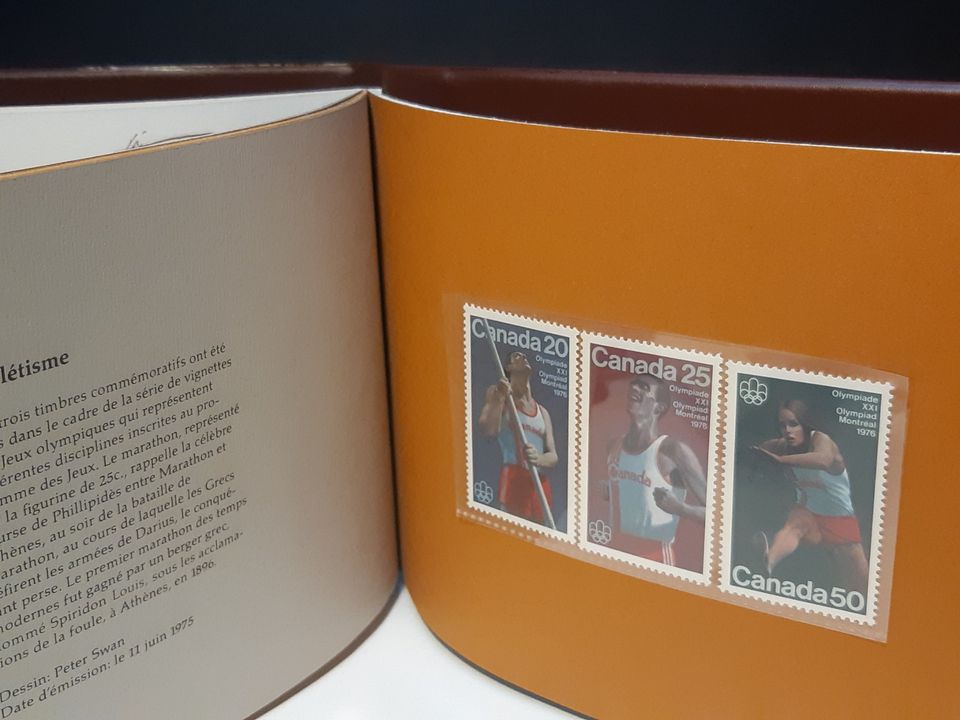 létisme
trois timbres commémoratifs ont été
s dans le cadre de la série de vignettes
Jeux olympiques qui représentent
érentes disciplines inscrites au pro-
mme des Jeux. Le marathon, représenté
la figurine de 25c., rappelle la célèbre
urse de Phillipidès entre Marathon et
hènes, au soir de la bataille de
arathon, au cours de laquelle les Grecs
éfirent les armées de Darius, le conqué-
ant perse. Le premier marathon des temps
modernes fut gagné par un berger grec,
ommé Spiridon Louis, sous les acclama-
ions de la foule, à Athènes, en 1896.
Dessin: Peter Swan
Date d'émission: le 11 juin 1975
Canada 20
Olympiade
XXI
Olympiad
Montréal
1976
Canada 25
Olympiade
XXI
Olympiad
Montréal
1976
Canada
Olympiade
XXI
Olympiad
Montréal
1976
Canada 50